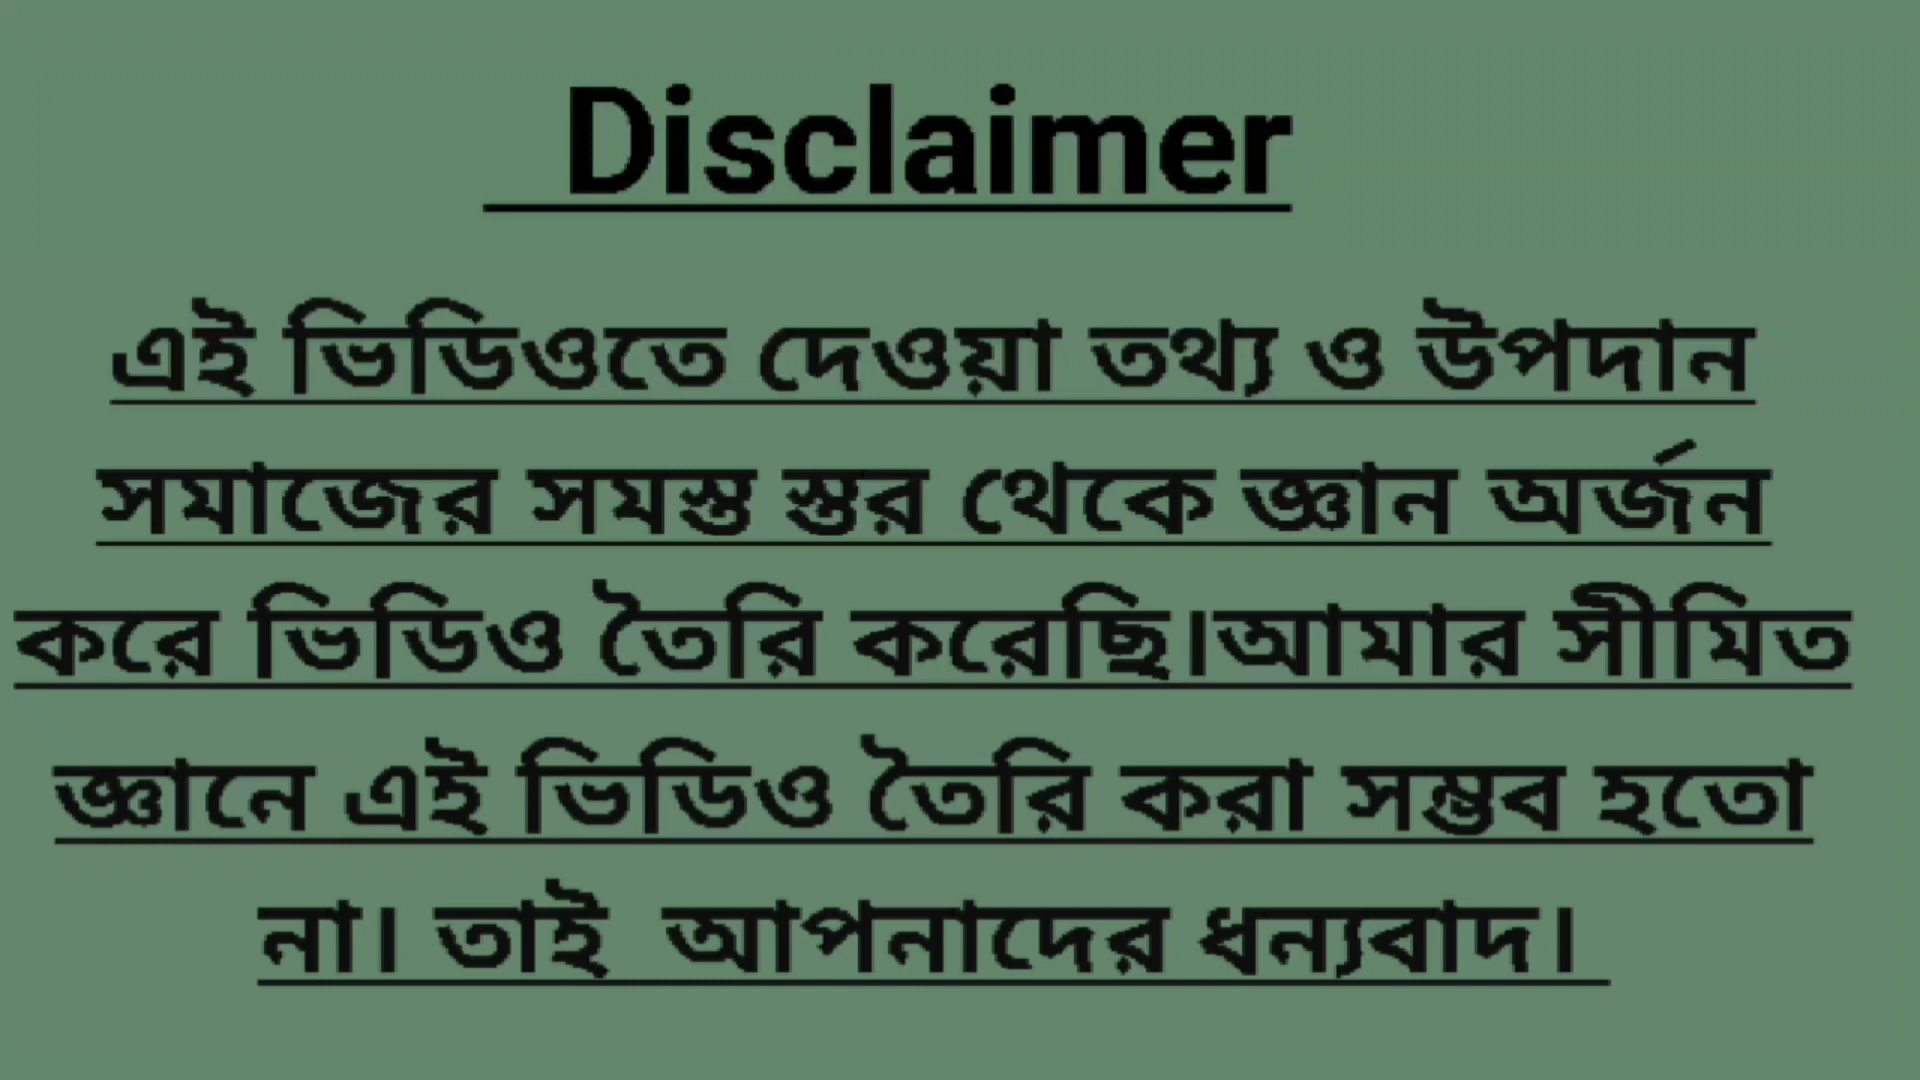 Disclaimer
এই ভিডিওতে দেওয়া তথ্য ও উপদান
সমাজের সমস্ত স্তর থেকে জ্ঞান অর্জন
করে ভিডিও তৈরি করেছি।আমার সীমিত
জ্ঞানে এই ভিডিও তৈরি করা সম্ভব হতো
না। তাই আপনাদের ধন্যবাদ।